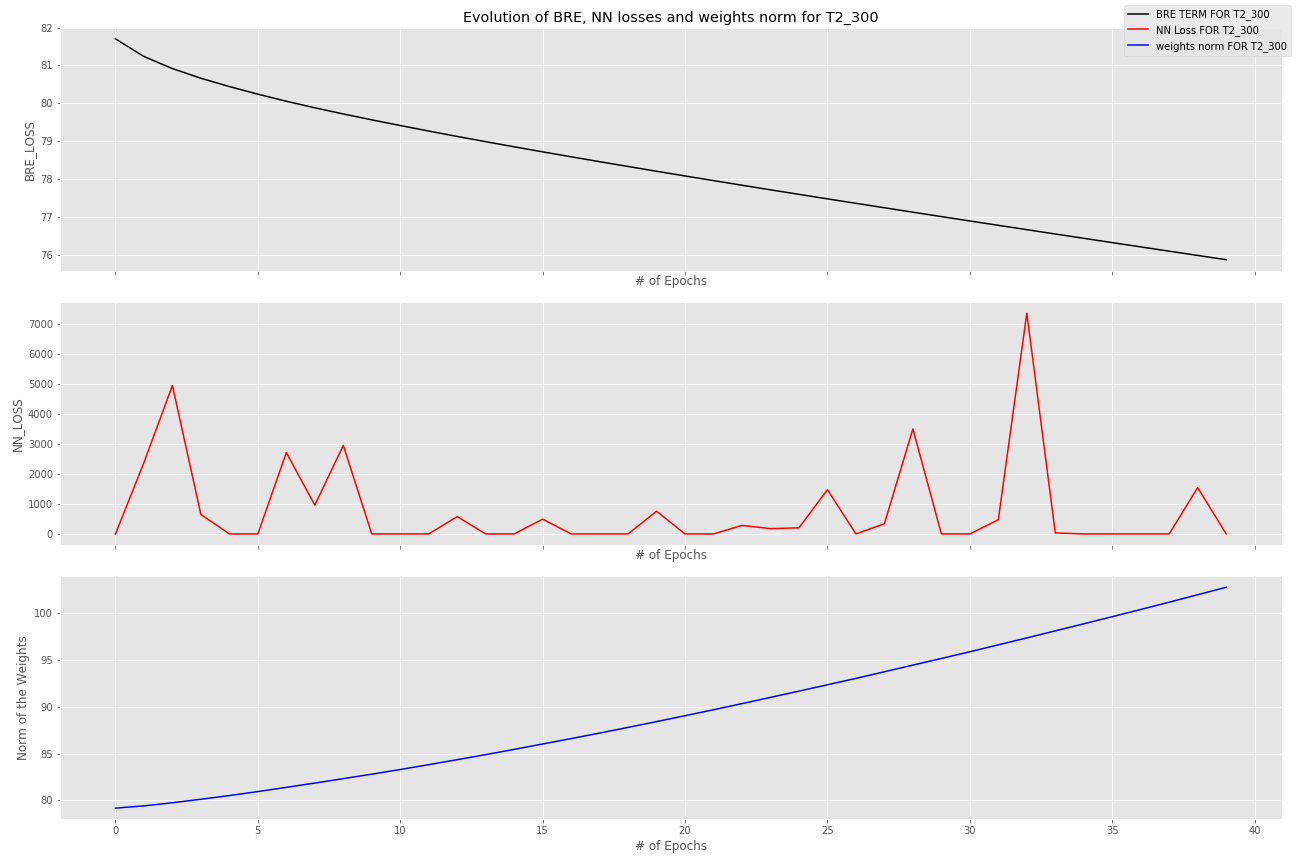 Evolution of BRE, NN losses and weights norm for T2_300
BRE TERM FOR T2_300
NN Loss FOR T2_300
weights norm FOR T2_300
82
81
80
79
78
77
76
BRE_LOSS
# of Epochs
7000
6000
5000
4000
3000
2000
1000
0
NN_LOSS
# of Epochs
100
95
90
85
80
Norm of the Weights
0 5 10 15 20 25 30 35 40
# of Epochs